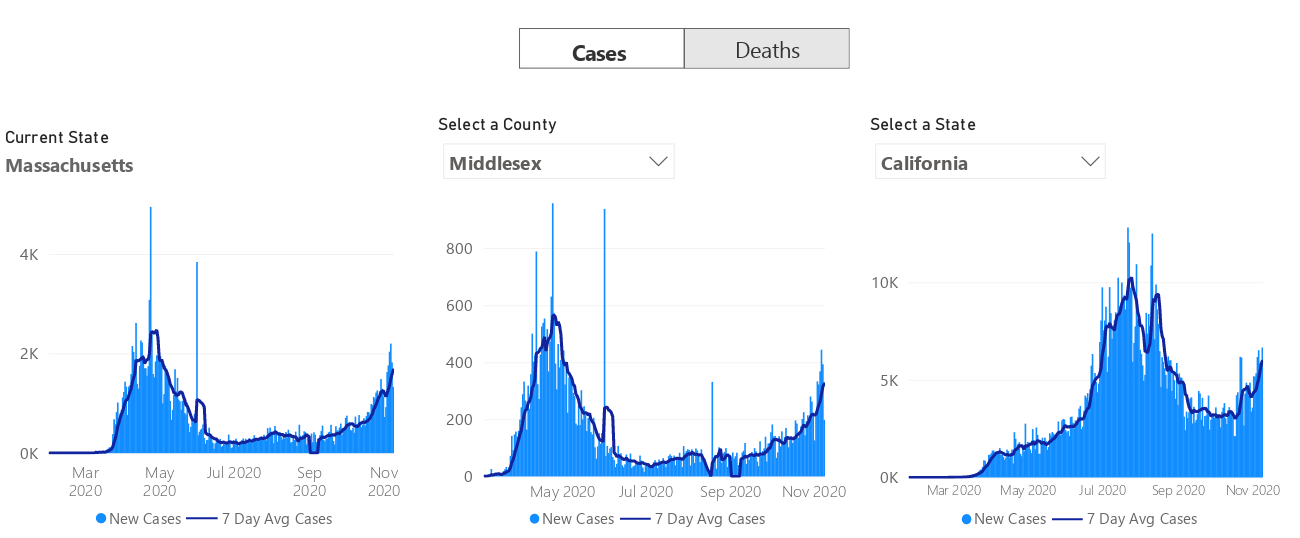 Cases
Deaths
Current State
Massachusetts
4K
2K
0K
Mar
2020
May
2020
Jul 2020
Sep
2020
Nov
2020
New Cases
7 Day Avg Cases
Select a County
Middlesex
800
600
400
200
0
May 2020
Jul 2020
Sep 2020
Nov 2020
New Cases
7 Day Avg Cases
Select a State
California
10K
5K
0K
Mar 2020
May 2020
Jul 2020
Sep 2020
Nov 2020
New Cases
7 Day Avg Cases